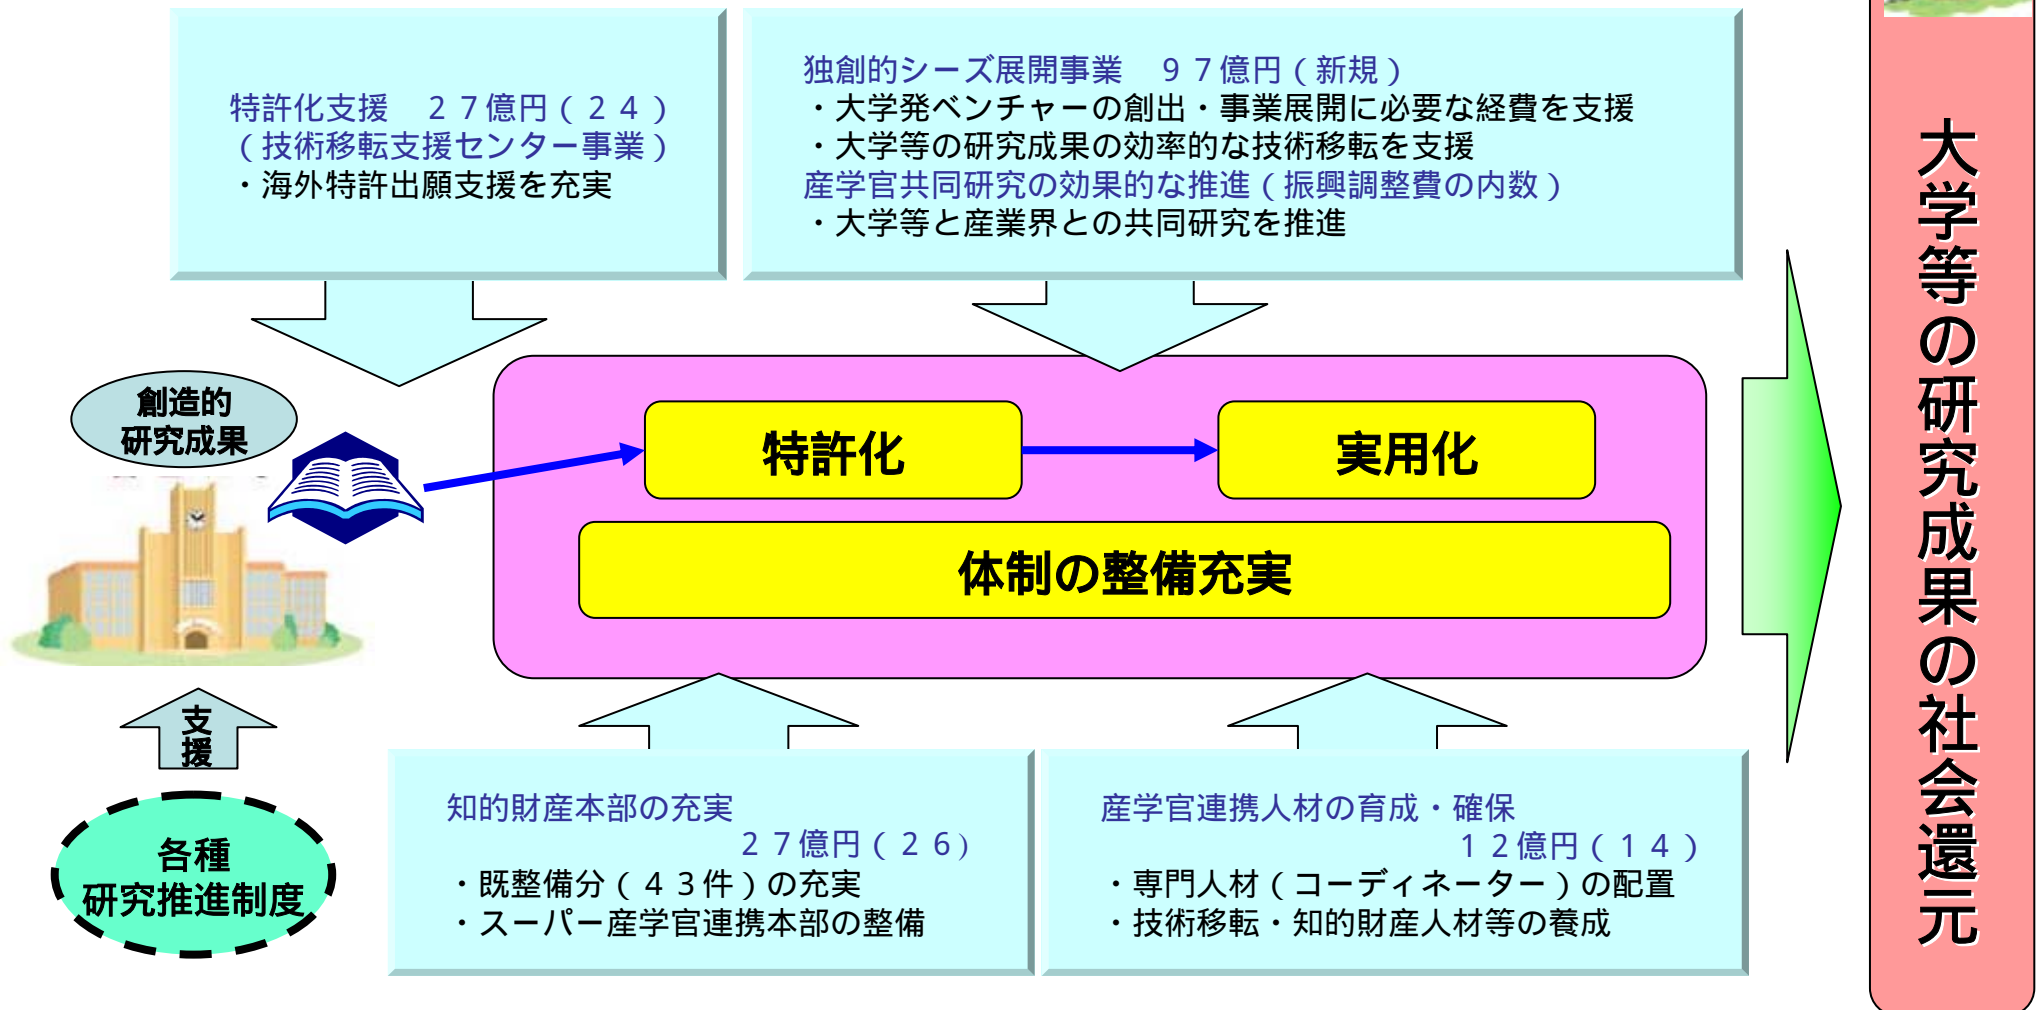 特許化支援　２７億円（２４）
（技術移転支援センター事業）
・海外特許出願支援を充実
独創的シーズ展開事業　９７億円（新規）
・大学発ベンチャーの創出・事業展開に必要な経費を支援
・大学等の研究成果の効率的な技術移転を支援
産学官共同研究の効果的な推進（振興調整費の内数）
・大学等と産業界との共同研究を推進
創造的
研究成果
特許化
実用化
体制の整備充実
支援
各種
研究推進制度
知的財産本部の充実
２７億円（２６）
・既整備分（４３件）の充実
・スーパー産学官連携本部の整備
産学官連携人材の育成・確保
１２億円（１４）
・専門人材（コーディネーター）の配置
・技術移転・知的財産人材等の養成
大学等の研究成果の社会還元